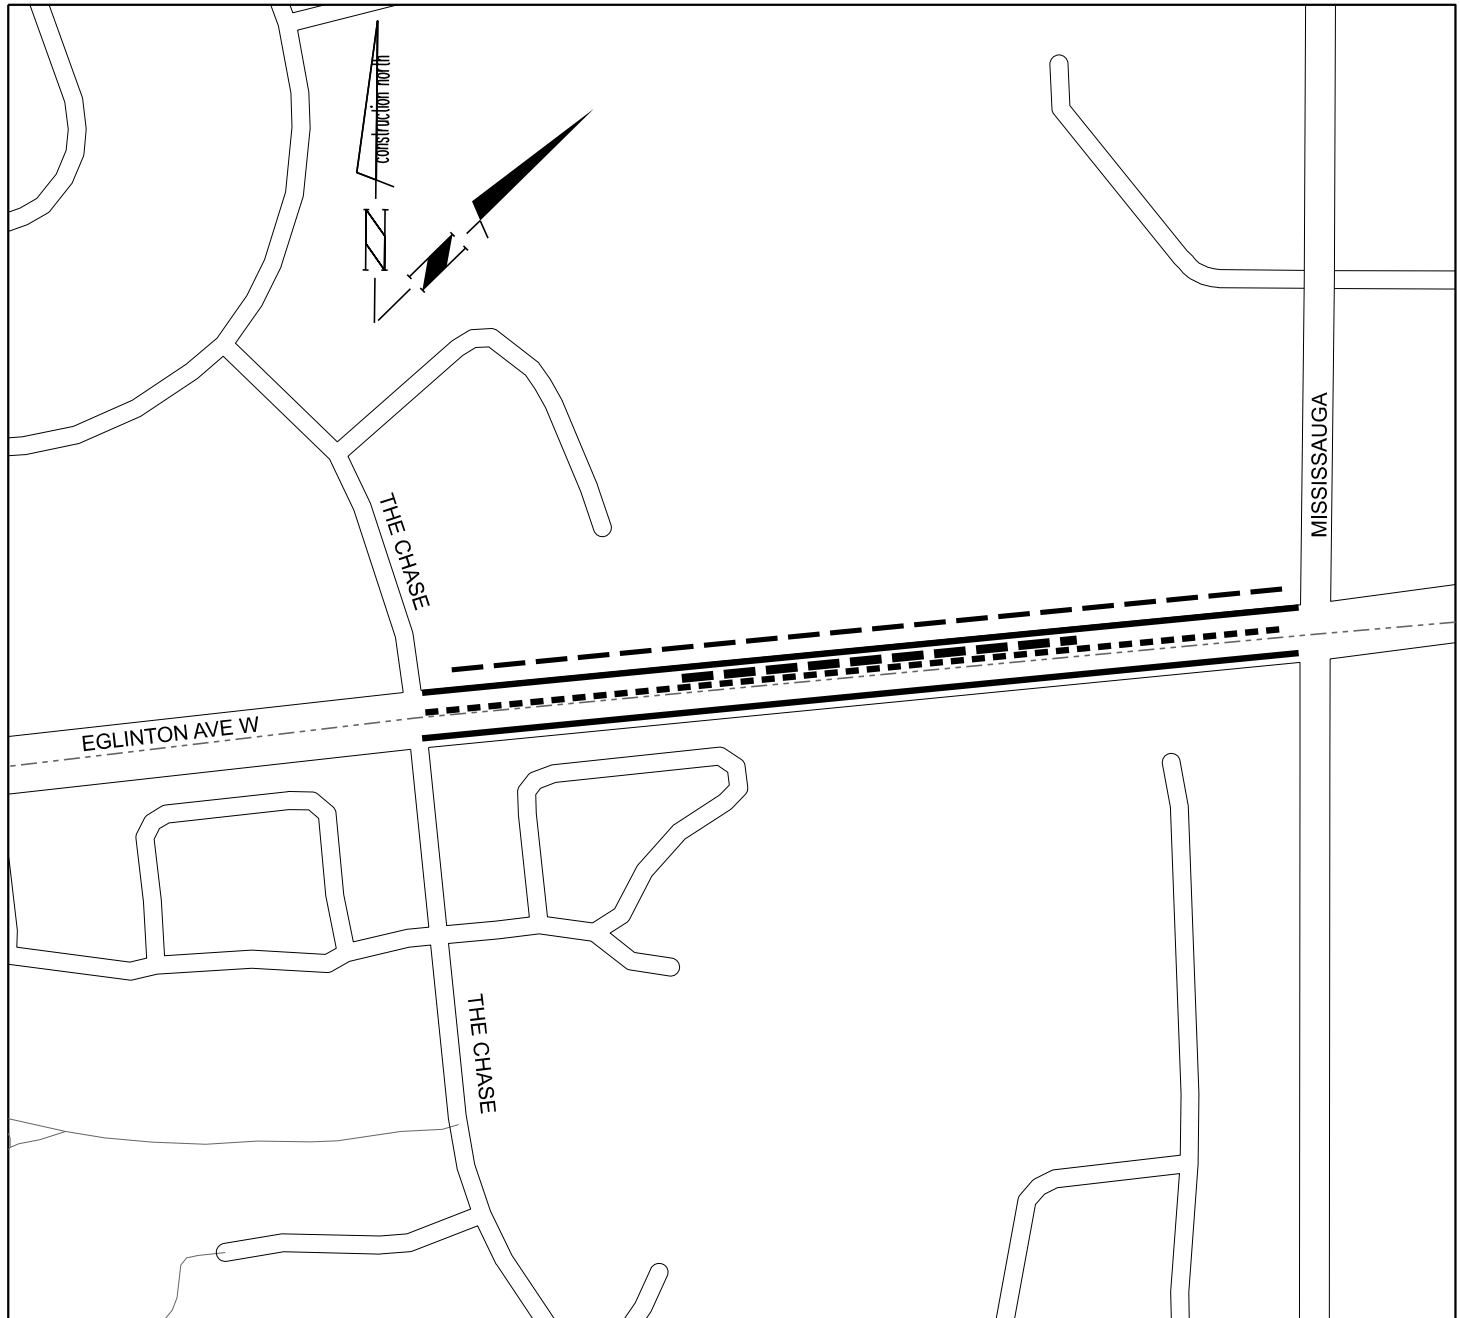 construction north
N
N
THE CHASE
MISSISSAUGA
EGLINTON AVE W
THE CHASE